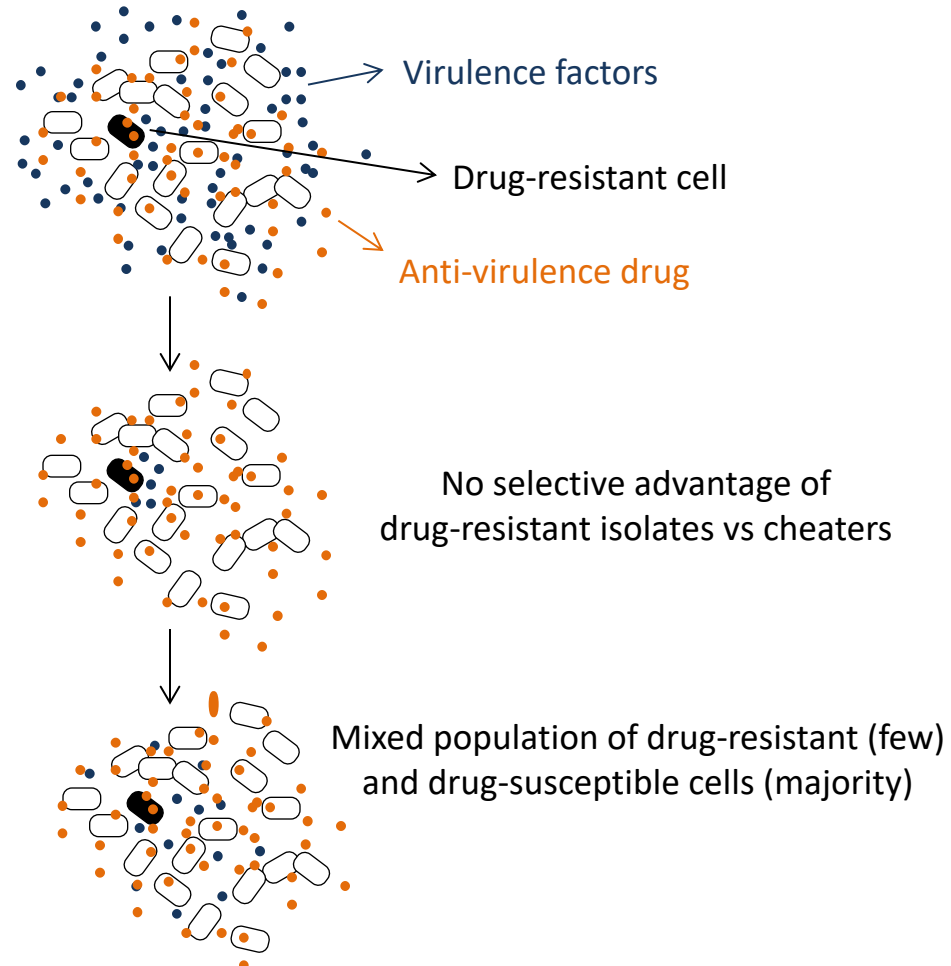 Virulence factors
Drug-resistant cell
Anti-virulence drug
No selective advantage of
drug-resistant isolates vs cheaters
Mixed population of drug-resistant (few)
and drug-susceptible cells (majority)